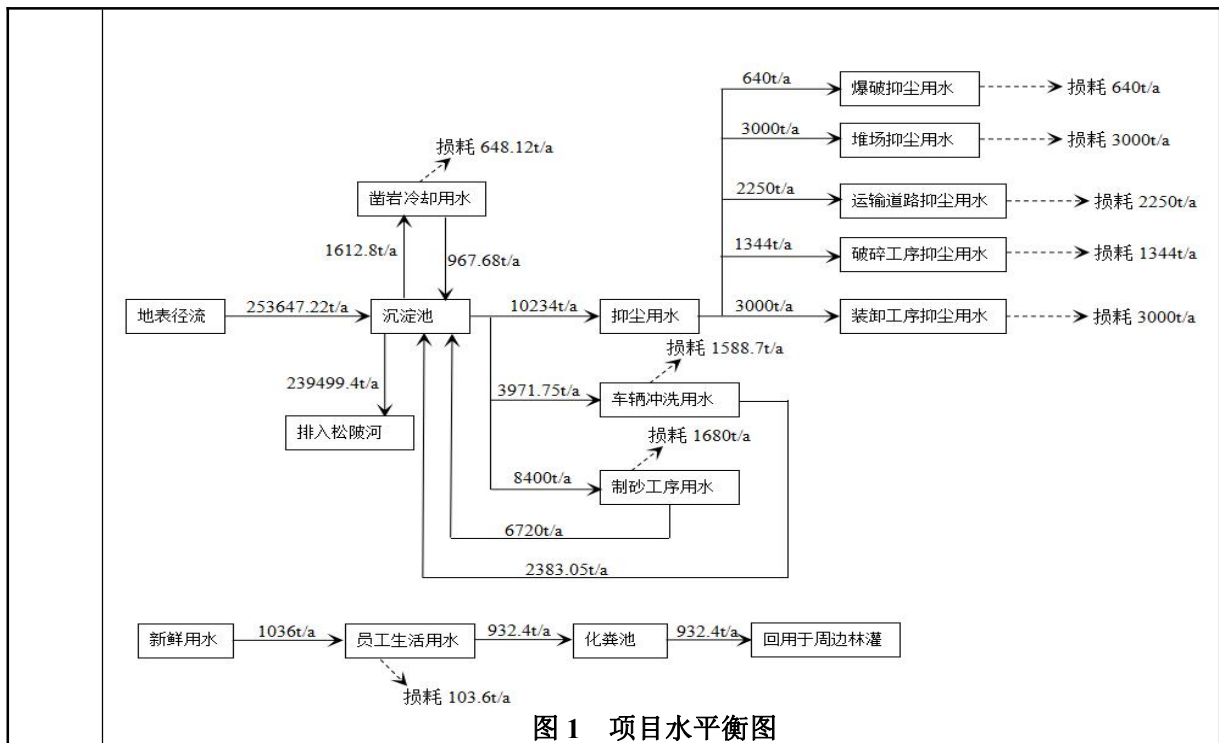 640t/a
爆破抑尘用水
损耗 640t/a
3000t/a
堆场抑尘用水
损耗 3000t/a
损耗 648.12t/a
凿岩冷却用水
2250t/a
运输道路抑尘用水
损耗 2250t/a
1612.8t/a
967.68t/a
1344t/a
破碎工序抑尘用水
损耗 1344t/a
地表径流
253647.22t/a
沉淀池
10234t/a
抑尘用水
3000t/a
装卸工序抑尘用水
损耗 3000t/a
损耗 1588.7t/a
239499.4t/a
3971.75t/a
车辆冲洗用水
排入松陂河
损耗 1680t/a
8400t/a
制砂工序用水
6720t/a
2383.05t/a
新鲜用水
1036t/a
员工生活用水
932.4t/a
化粪池
932.4t/a
回用于周边林灌
损耗 103.6t/a
图 1 项目水平衡图